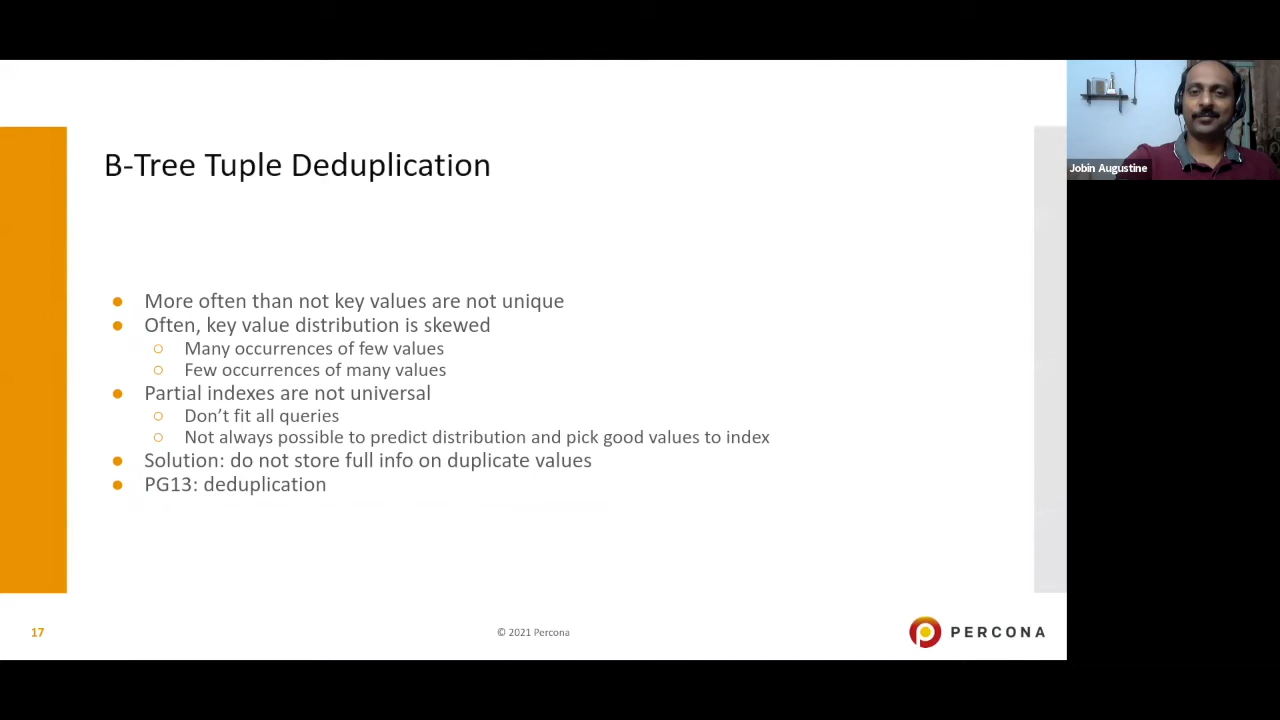 B-Tree Tuple Deduplication
Jobin Augustine
● More often than not key values are not unique
● Often, key value distribution is skewed
○ Many occurrences of few values
○ Few occurrences of many values
● Partial indexes are not universal
○ Don't fit all queries
○ Not always possible to predict distribution and pick good values to index
● Solution: do not store full info on duplicate values
● PG13: deduplication
17
© 2021 Percona
PERCONA